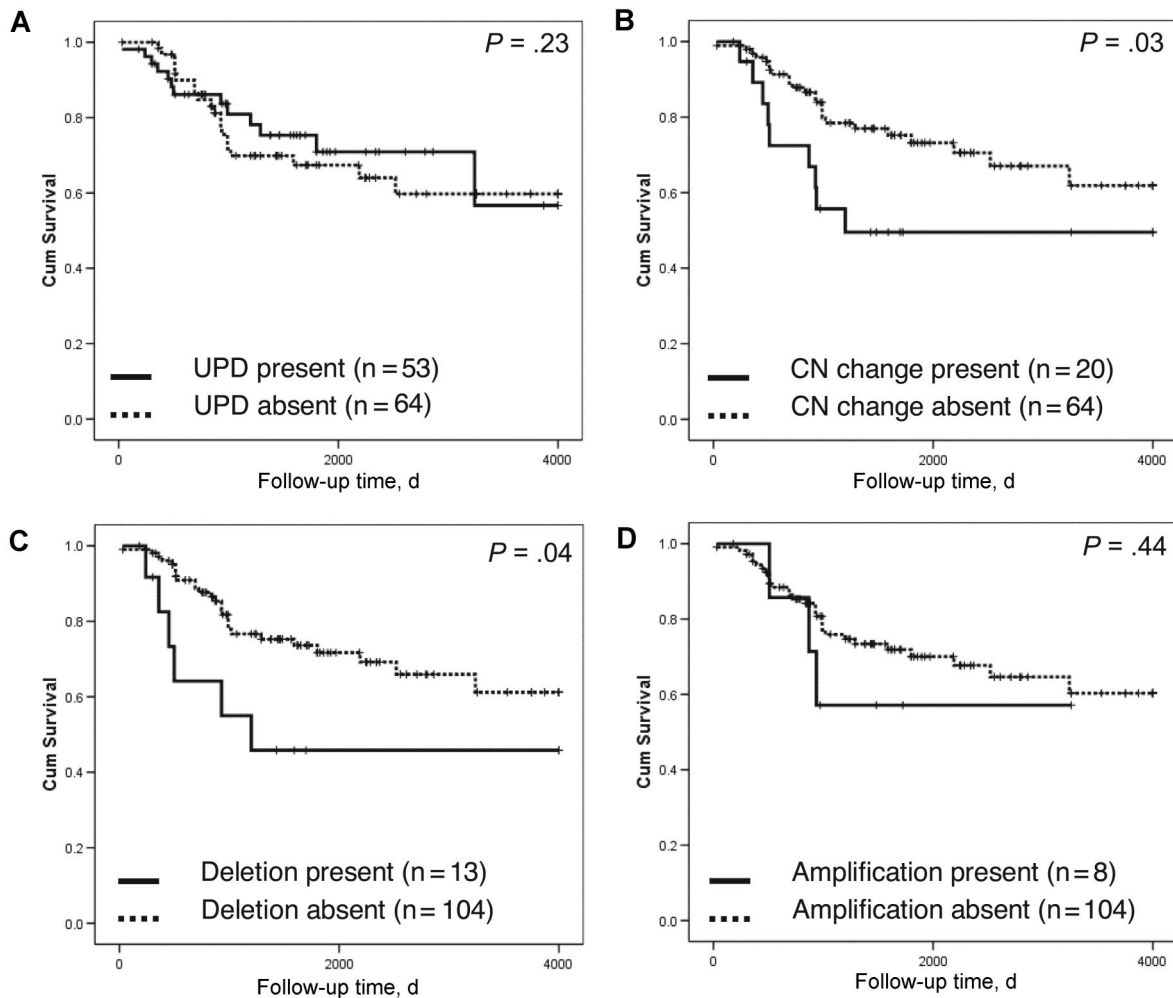 A
P = .23
1.0
0.8
0.6
0.4
0.2
0.0
Cum Survival
UPD present (n = 53)
UPD absent (n = 64)
0
2000
4000
Follow-up time, d
B
P = .03
1.0
0.8
0.6
0.4
0.2
0.0
Cum Survival
CN change present (n = 20)
CN change absent (n = 64)
0
2000
4000
Follow-up time, d
C
P = .04
1.0
0.8
0.6
0.4
0.2
0.0
Cum Survival
Deletion present (n = 13)
Deletion absent (n = 104)
0
2000
4000
Follow-up time, d
D
P = .44
1.0
0.8
0.6
0.4
0.2
0.0
Cum Survival
Amplification present (n = 8)
Amplification absent (n = 104)
0
2000
4000
Follow-up time, d